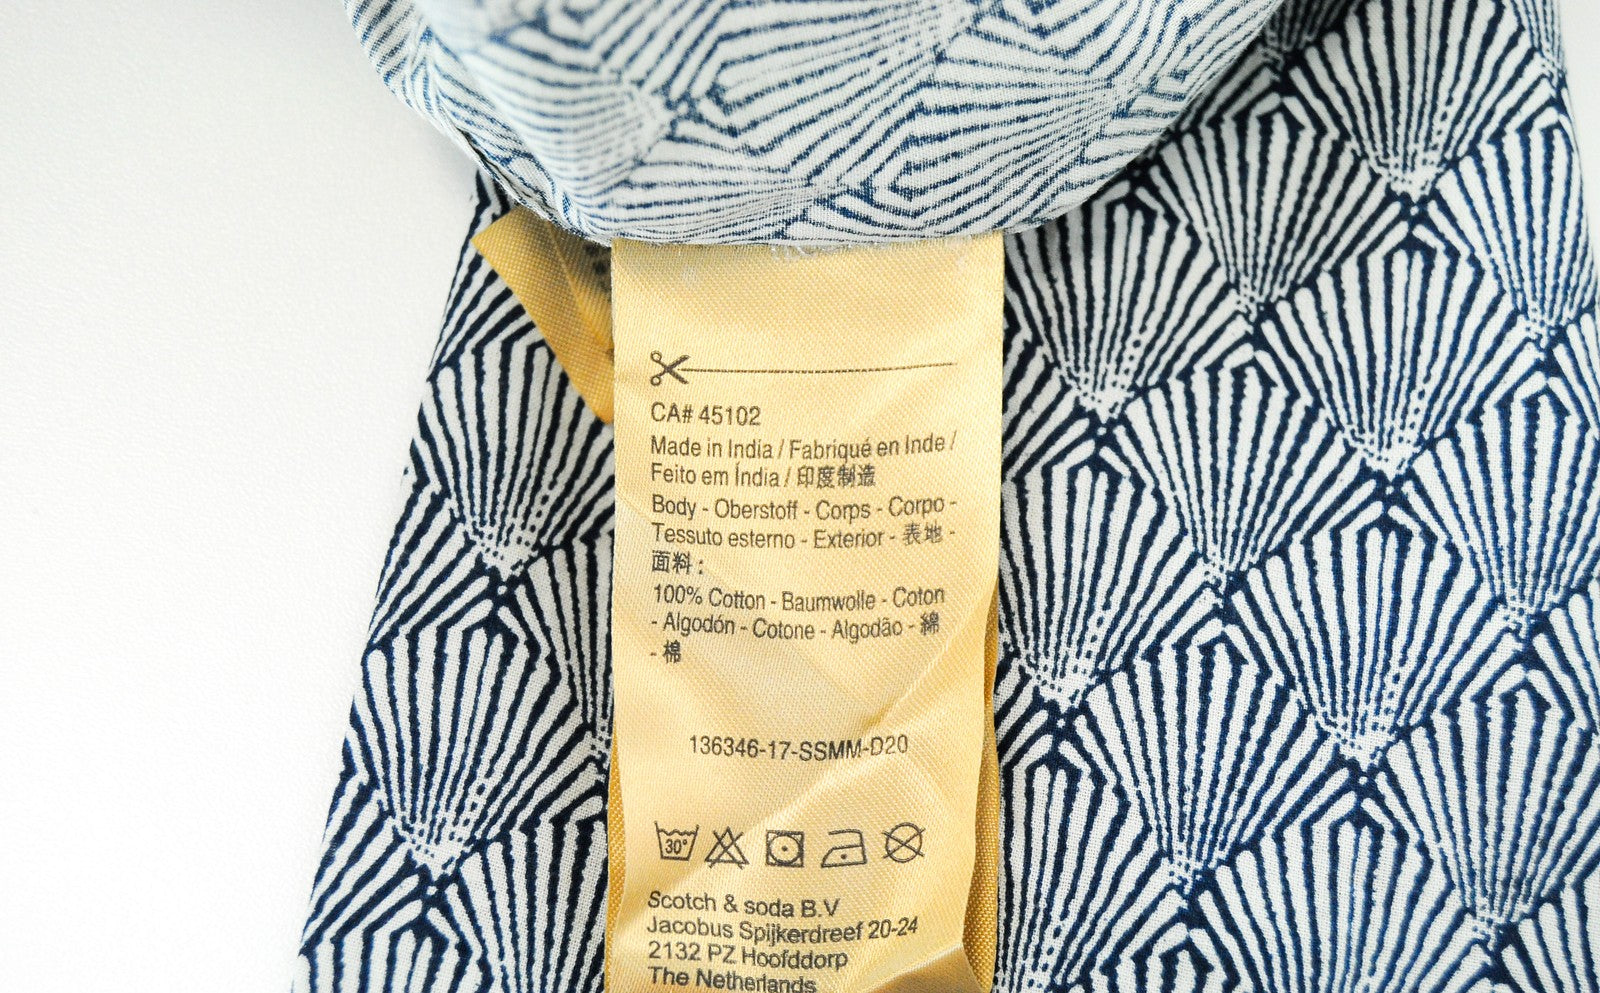 CA# 45102
Made in India / Fabriqué en Inde /
Feito em Índia / 印度制造
Body - Oberstoff - Corps - Corpo -
Tessuto esterno - Exterior - 表地 -
面料 :
100% Cotton - Baumwolle - Coton
- Algodón - Cotone - Algodão - 綿
- 棉
136346-17-SSMM-D20
30°
Scotch & soda B.V
Jacobus Spijkerdreef 20-24
2132 PZ Hoofddorp
The Netherlands